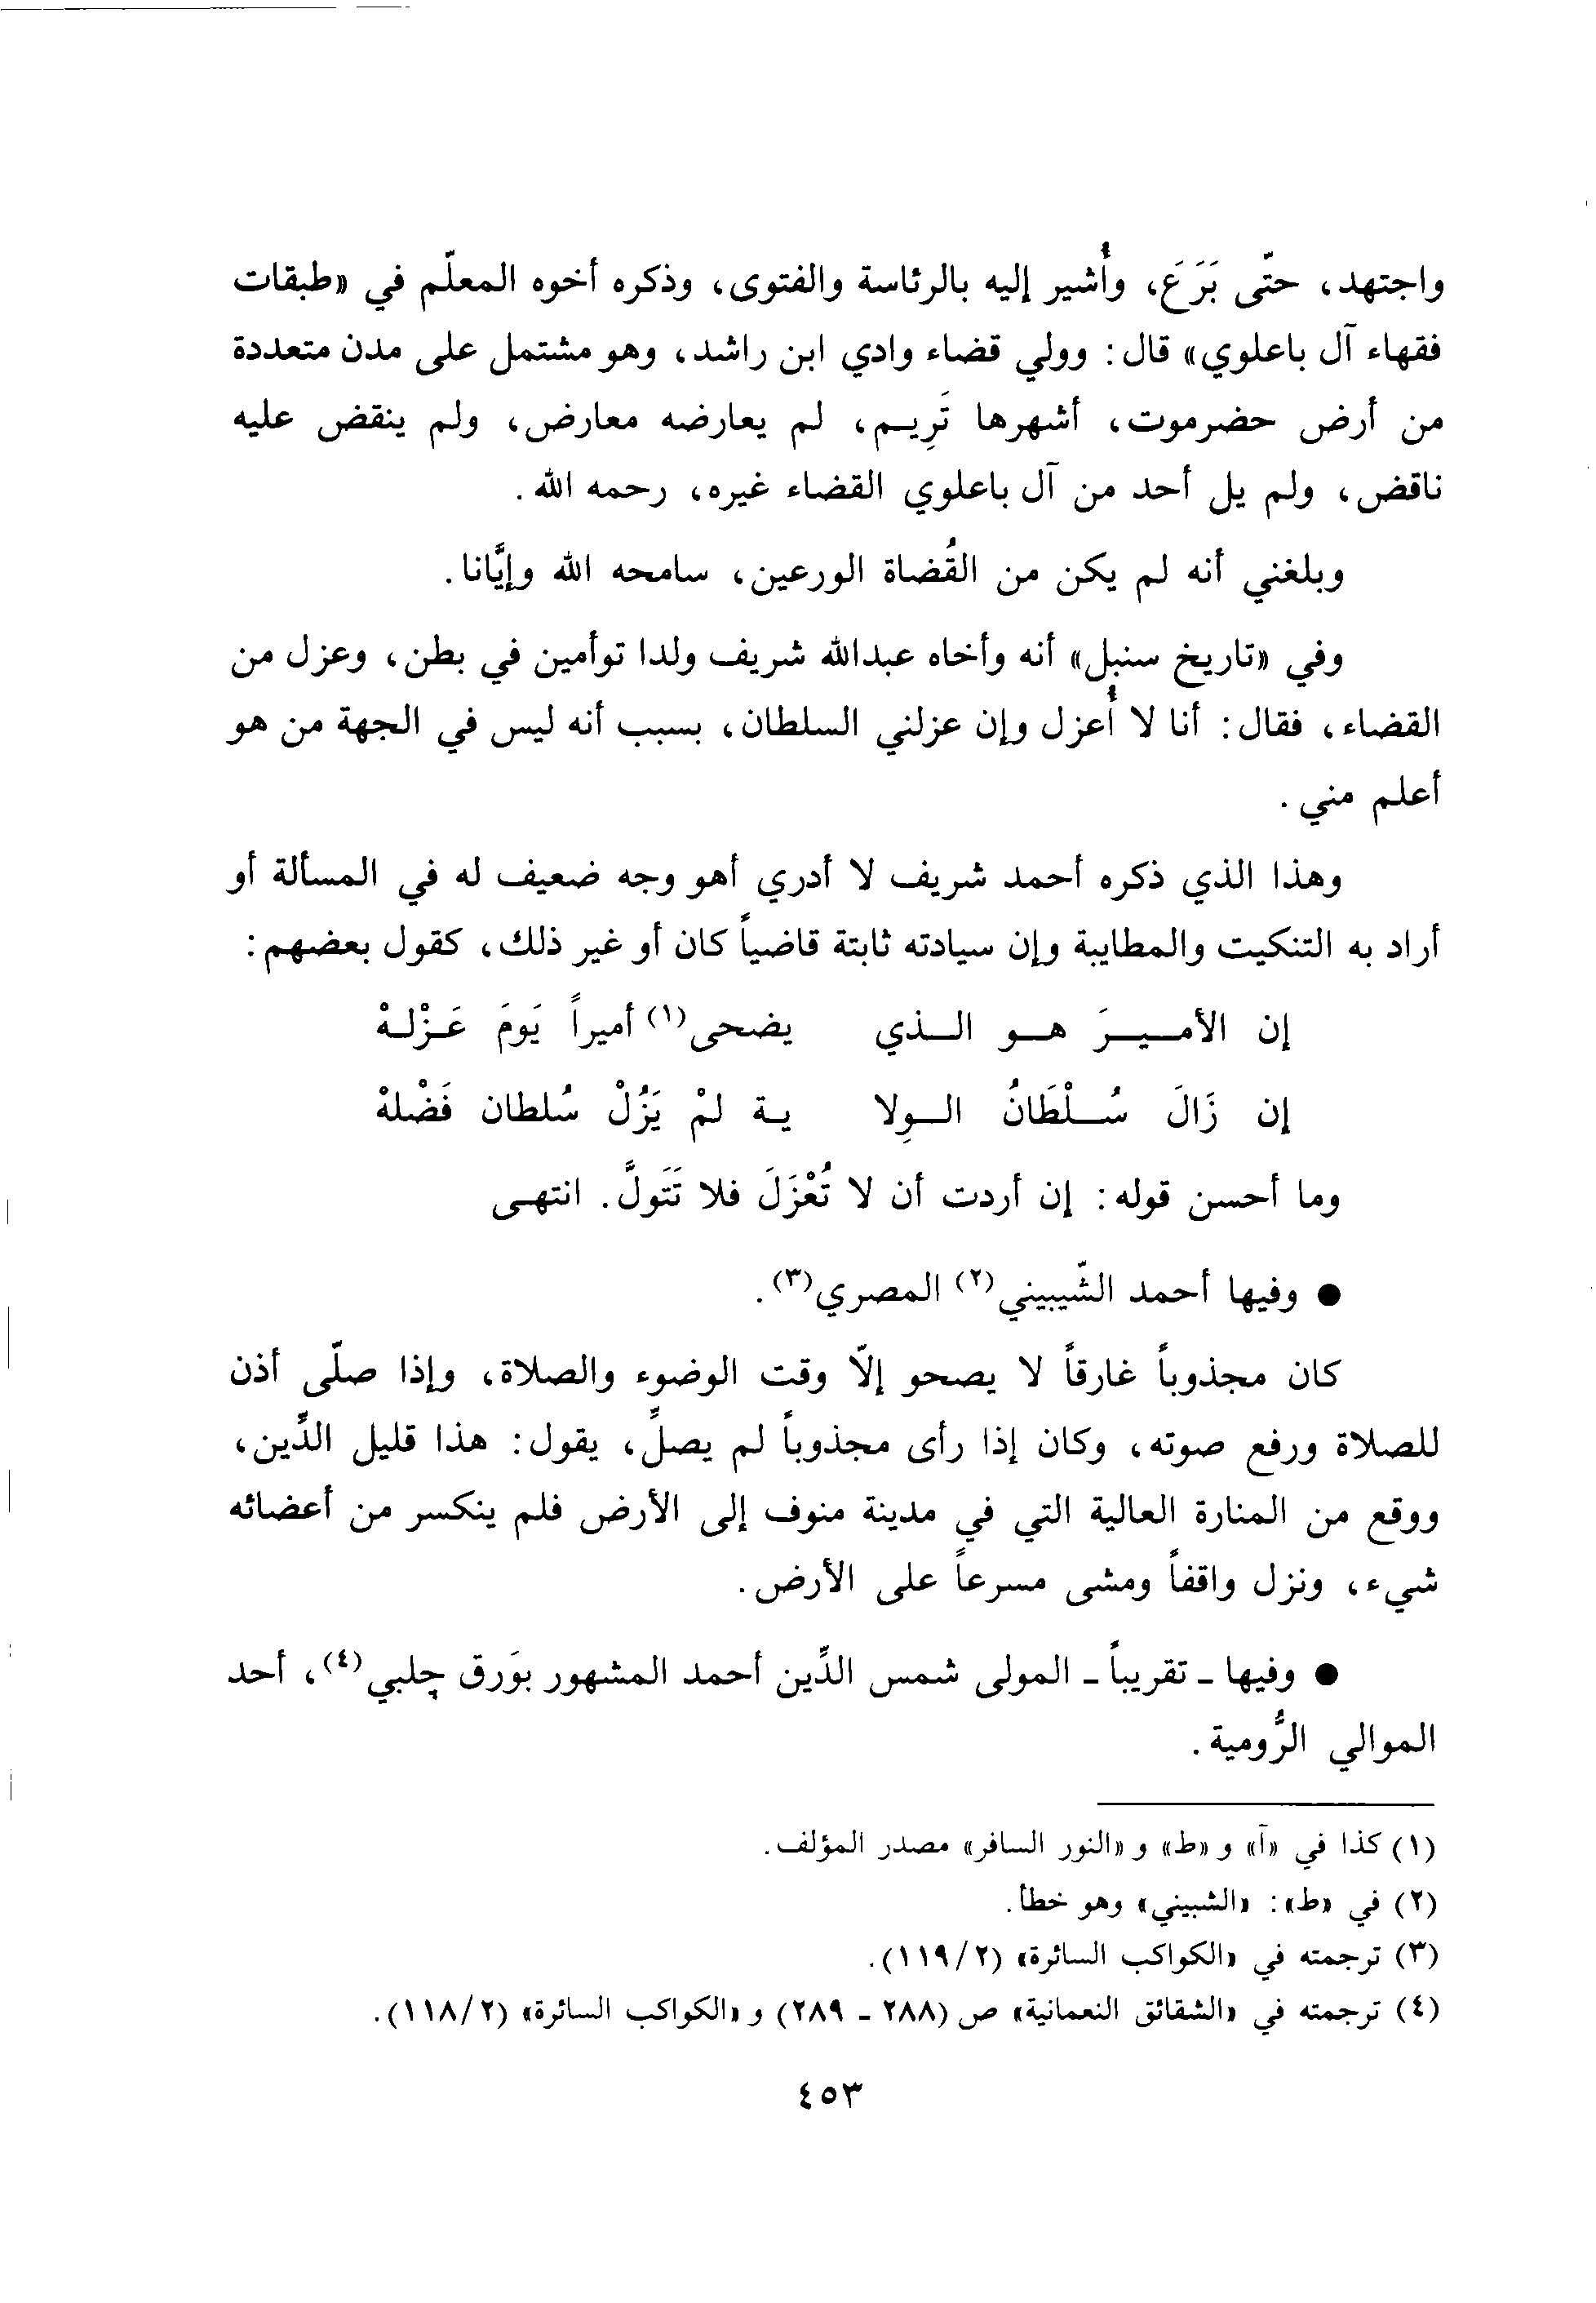 واجتهد، حتّى بَرَعَ، وأُشير إليه بالرئاسة والفتوى، وذكره أخوه المعلّم في «طبقات
فقهاء آل باعلوي» قال: وولي قضاء وادي ابن راشد، وهو مشتمل على مدن متعددة
من أرض حضرموت، أشهرها تَرِيـم، لم يعارضه معارض، ولم ينقض عليه
ناقض، ولم يل أحد من آل باعلوي القضاء غيره، رحمه الله.
وبلغني أنه لم يكن من القُضاة الورعين، سامحه الله وإيَّانا.
وفي «تاريخ سنبل» أنه وأخاه عبدالله شريف ولدا توأمين في بطن، وعزل من
القضاء، فقال: أنا لا أُعزل وإن عزلني السلطان، بسبب أنه ليس في الجهة من هو
أعلم مني.
وهذا الذي ذكره أحمد شريف لا أدري أهو وجه ضعيف له في المسألة أو
أراد به التنكيت والمطايبة وإن سيادته ثابتة قاضياً كان أو غير ذلك، كقول بعضهم:
إن الأمـيـرَ هـو الـذي يضحى(١) أميراً يَومَ عَـزْلـهْ
إن زَالَ سُـلْطَانُ الـوِلا يـة لمْ يَزُلْ سُلطان فَضْلهْ
وما أحسن قوله: إن أردت أن لا تُعْزَلَ فلا تَتَولَّ. انتهى
● وفيها أحمد الشّيبيني(٢) المصري(٣).
كان مجذوباً غارقاً لا يصحو إلّا وقت الوضوء والصلاة، وإذا صلّى أذن
للصلاة ورفع صوته، وكان إذا رأى مجذوباً لم يصلِّ، يقول: هذا قليل الدِّين،
ووقع من المنارة العالية التي في مدينة منوف إلى الأرض فلم ينكسر من أعضائه
شيء، ونزل واقفاً ومشى مسرعاً على الأرض.
● وفيها ـ تقريباً ـ المولى شمس الدِّين أحمد المشهور بوَرق چلبي(٤)، أحد
الموالي الرُّومية.
(١) كذا في «آ» و «ط» و «النور السافر» مصدر المؤلف.
(٢) في «ط»: «الشبيني» وهو خطأ.
(٣) ترجمته في «الكواكب السائرة» (٢/ ١١٩).
(٤) ترجمته في «الشقائق النعمانية» ص (٢٨٨ ـ ٢٨٩) و «الكواكب السائرة» (٢/ ١١٨).
٤٥٣